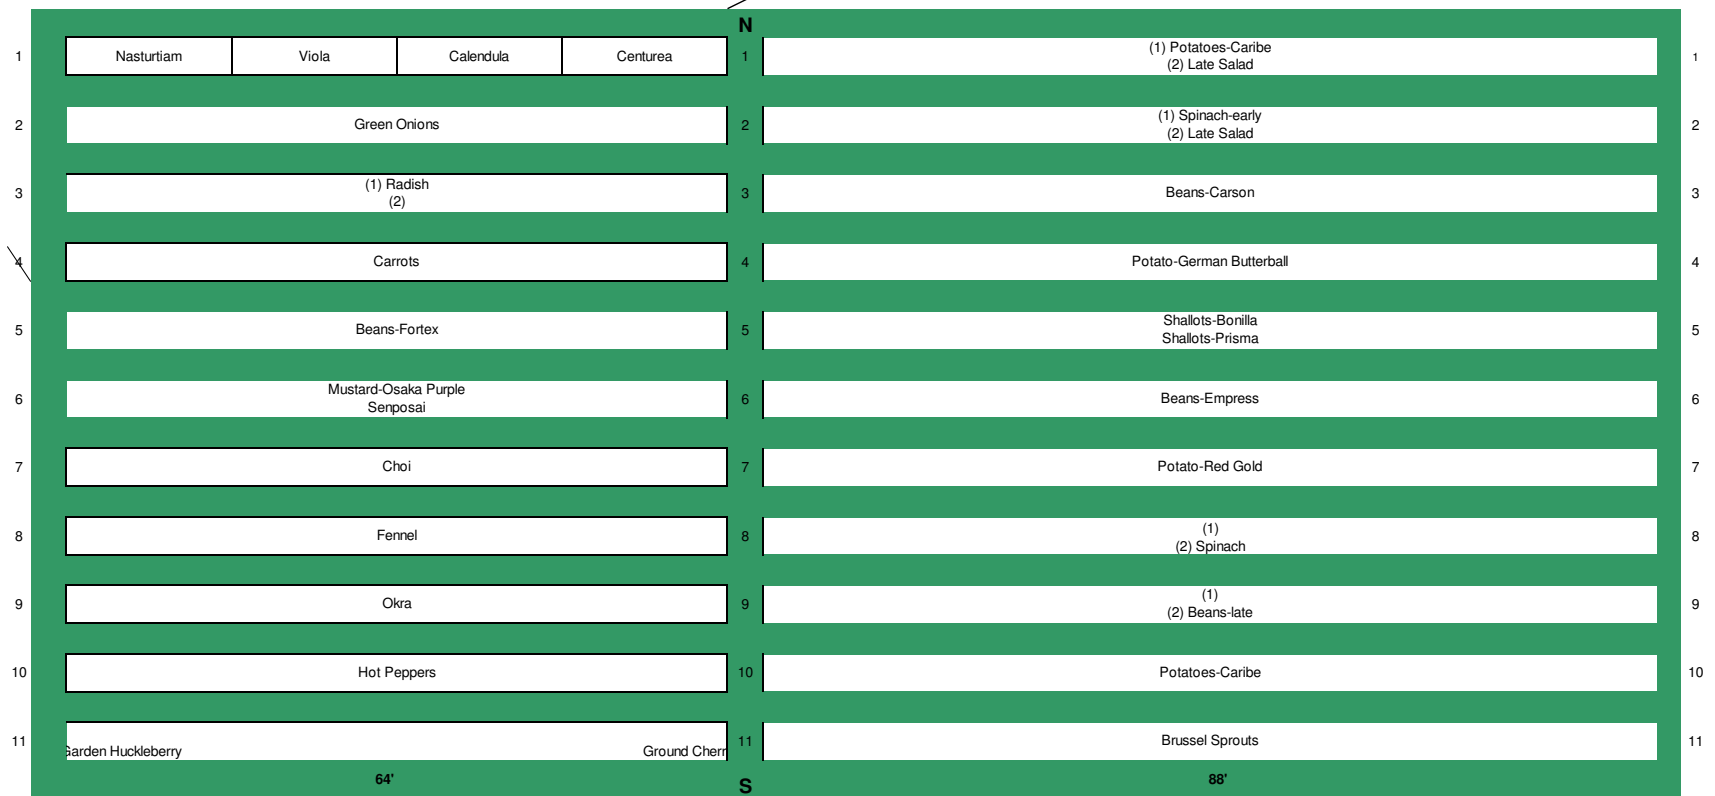 N
1 Nasturtiam Viola Calendula Centurea 1 (1) Potatoes-Caribe 1
(2) Late Salad
2 Green Onions 2 (1) Spinach-early 2
(2) Late Salad
3 (1) Radish 3 Beans-Carson 3
(2)
4 Carrots 4 Potato-German Butterball 4
5 Beans-Fortex 5 Shallots-Bonilla 5
Shallots-Prisma
6 Mustard-Osaka Purple 6 Beans-Empress 6
Senposai
7 Choi 7 Potato-Red Gold 7
8 Fennel 8 (1) 8
(2) Spinach
9 Okra 9 (1) 9
(2) Beans-late
10 Hot Peppers 10 Potatoes-Caribe 10
11 Garden Huckleberry Ground Cherr 11 Brussel Sprouts 11
64' S 88'